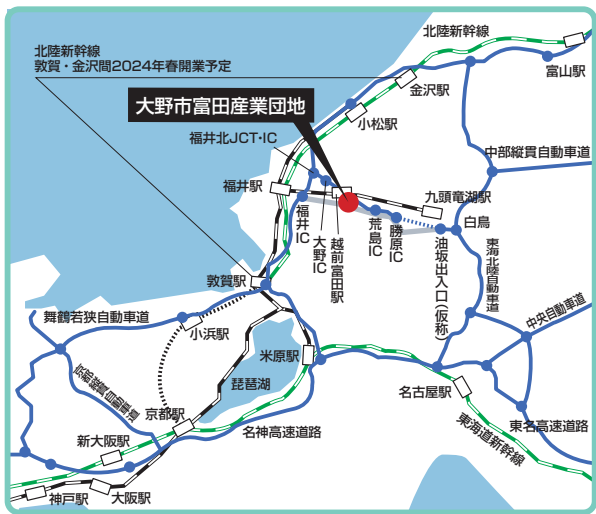 北陸新幹線
敦賀・金沢間2024年春開業予定
北陸新幹線
富山駅
金沢駅
大野市富田産業団地
小松駅
福井北JCT・IC
中部縦貫自動車道
福井駅
九頭竜湖駅
福井IC
大野IC
越前富田駅
荒島IC
勝原IC
油坂出入口（仮称）
白鳥
東海北陸自動車道
敦賀駅
舞鶴若狭自動車道
小浜駅
中央自動車道
米原駅
琵琶湖
京都縦貫自動車道
京都駅
名古屋駅
新大阪駅
名神高速道路
東海道新幹線
東名高速道路
神戸駅
大阪駅